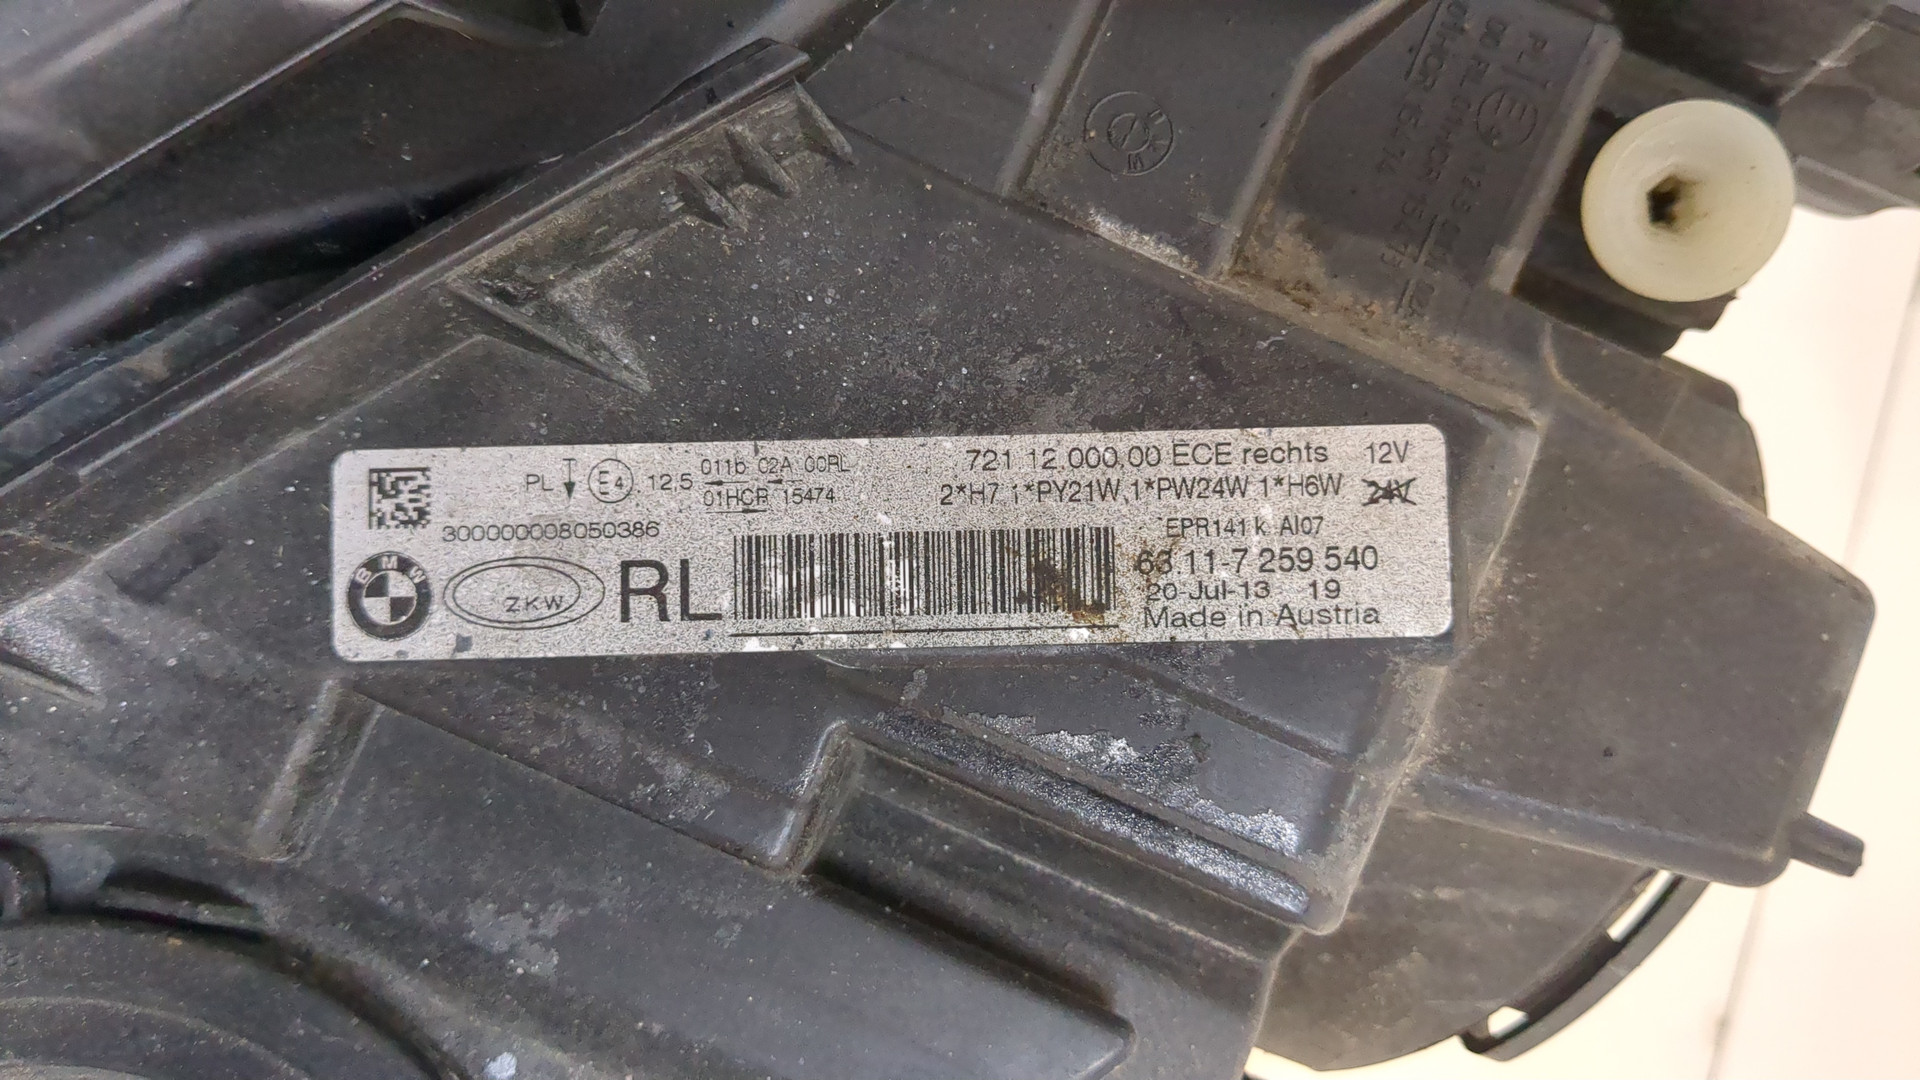 PL E4 12,5
011b 02A 00RL
01HCR 15474
721 12.000.00 ECE rechts 12V
2*H7 1*PY21W,1*PW24W 1*H6W 24V
300000008050386
EPR141 k AI07
63.11-7 259 540
20-Jul-13 19
Made in Austria
BMW
ZKW
RL